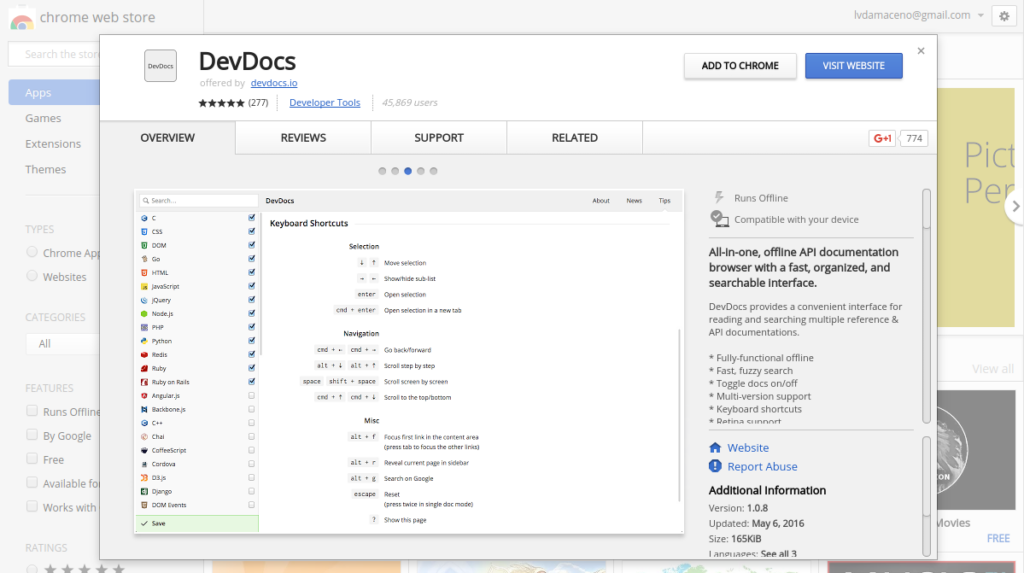 chrome web store
lvdamaceno@gmail.com
Search the store
Apps
Games
Extensions
Themes
TYPES
Chrome App
Websites
CATEGORIES
All
FEATURES
Runs Offline
By Google
Free
Available for
Works with
RATINGS
DevDocs
DevDocs
offered by devdocs.io
(277)
Developer Tools
45,869 users
ADD TO CHROME
VISIT WEBSITE
OVERVIEW
REVIEWS
SUPPORT
RELATED
G+1
774
Search...
DevDocs
About
News
Tips
C
CSS
DOM
Go
HTML
JavaScript
jQuery
Node.js
PHP
Python
Redis
Ruby
Ruby on Rails
Angular.js
Backbone.js
C++
Chai
CoffeeScript
Cordova
D3.js
Django
DOM Events
Save
Keyboard Shortcuts
Selection
↓ ↑ Move selection
→ ← Show/hide sub-list
enter Open selection
cmd + enter Open selection in a new tab
Navigation
cmd + ← cmd + → Go back/forward
alt + ↓ alt + ↑ Scroll step by step
space shift + space Scroll screen by screen
cmd + ↑ cmd + ↓ Scroll to the top/bottom
Misc
alt + f Focus first link in the content area
(press tab to focus the other links)
alt + r Reveal current page in sidebar
alt + g Search on Google
escape Reset
(press twice in single doc mode)
? Show this page
Runs Offline
Compatible with your device
All-in-one, offline API documentation
browser with a fast, organized, and
searchable interface.
DevDocs provides a convenient interface for
reading and searching multiple reference &
API documentations.
* Fully-functional offline
* Fast, fuzzy search
* Toggle docs on/off
* Multi-version support
* Keyboard shortcuts
* Retina support
Website
Report Abuse
Additional Information
Version: 1.0.8
Updated: May 6, 2016
Size: 165KiB
Languages: See all 3
Pict
Per
View all
Movies
FREE